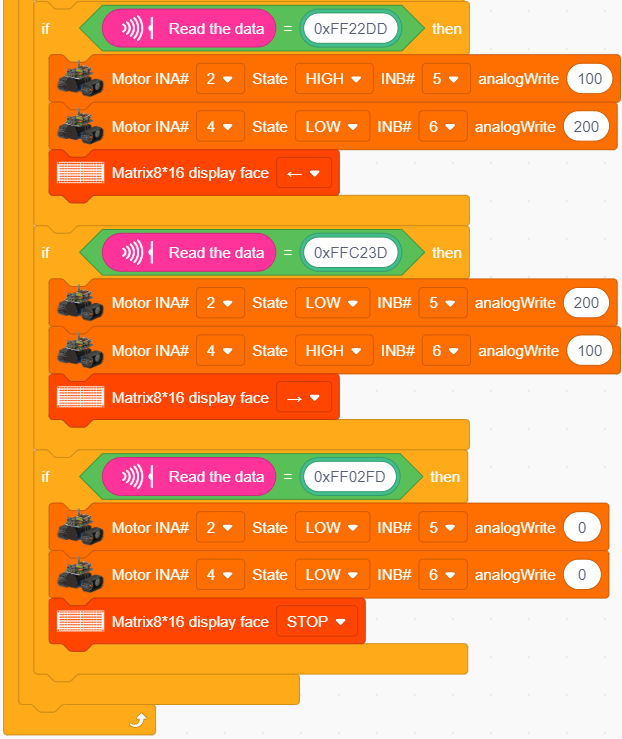 if Read the data = 0xFF22DD then
Motor INA# 2 State HIGH INB# 5 analogWrite 100
Motor INA# 4 State LOW INB# 6 analogWrite 200
Matrix8*16 display face ←
if Read the data = 0xFFC23D then
Motor INA# 2 State LOW INB# 5 analogWrite 200
Motor INA# 4 State HIGH INB# 6 analogWrite 100
Matrix8*16 display face →
if Read the data = 0xFF02FD then
Motor INA# 2 State LOW INB# 5 analogWrite 0
Motor INA# 4 State LOW INB# 6 analogWrite 0
Matrix8*16 display face STOP